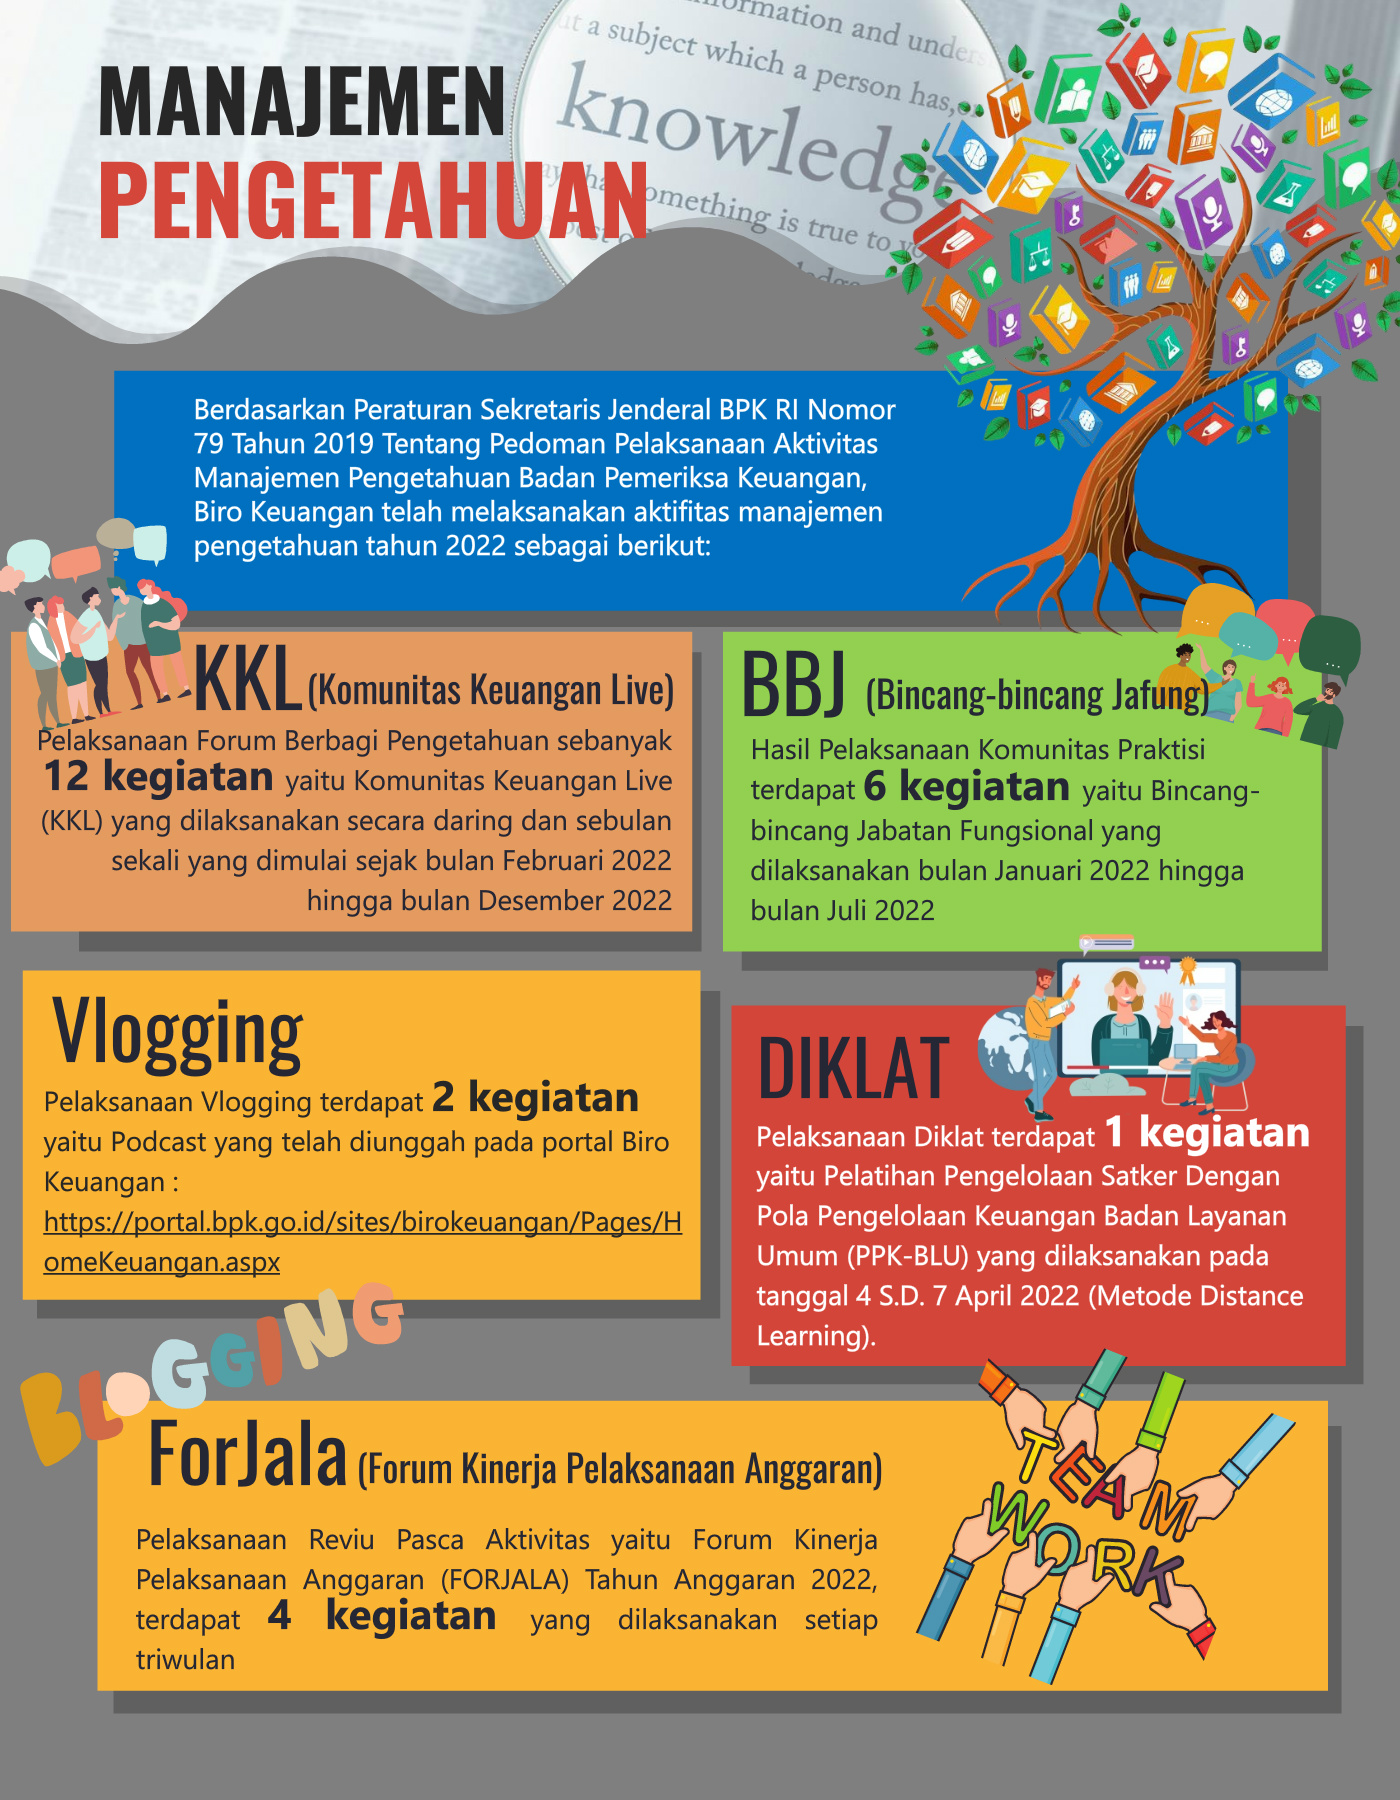 MANAJEMEN
PENGETAHUAN
ormation and unders
ut a subject which a person has,
knowledge
something is true to
Berdasarkan Peraturan Sekretaris Jenderal BPK RI Nomor
79 Tahun 2019 Tentang Pedoman Pelaksanaan Aktivitas
Manajemen Pengetahuan Badan Pemeriksa Keuangan,
Biro Keuangan telah melaksanakan aktifitas manajemen
pengetahuan tahun 2022 sebagai berikut:
KKL (Komunitas Keuangan Live)
Pelaksanaan Forum Berbagi Pengetahuan sebanyak
12 kegiatan yaitu Komunitas Keuangan Live
(KKL) yang dilaksanakan secara daring dan sebulan
sekali yang dimulai sejak bulan Februari 2022
hingga bulan Desember 2022
BBJ (Bincang-bincang Jafung)
Hasil Pelaksanaan Komunitas Praktisi
terdapat 6 kegiatan yaitu Bincang-
bincang Jabatan Fungsional yang
dilaksanakan bulan Januari 2022 hingga
bulan Juli 2022
Vlogging
Pelaksanaan Vlogging terdapat 2 kegiatan
yaitu Podcast yang telah diunggah pada portal Biro
Keuangan :
https://portal.bpk.go.id/sites/birokeuangan/Pages/H
omeKeuangan.aspx
DIKLAT
Pelaksanaan Diklat terdapat 1 kegiatan
yaitu Pelatihan Pengelolaan Satker Dengan
Pola Pengelolaan Keuangan Badan Layanan
Umum (PPK-BLU) yang dilaksanakan pada
tanggal 4 S.D. 7 April 2022 (Metode Distance
Learning).
BLOGGING
ForJala (Forum Kinerja Pelaksanaan Anggaran)
Pelaksanaan Reviu Pasca Aktivitas yaitu Forum Kinerja
Pelaksanaan Anggaran (FORJALA) Tahun Anggaran 2022,
terdapat 4 kegiatan yang dilaksanakan setiap
triwulan
TEAM
WORK